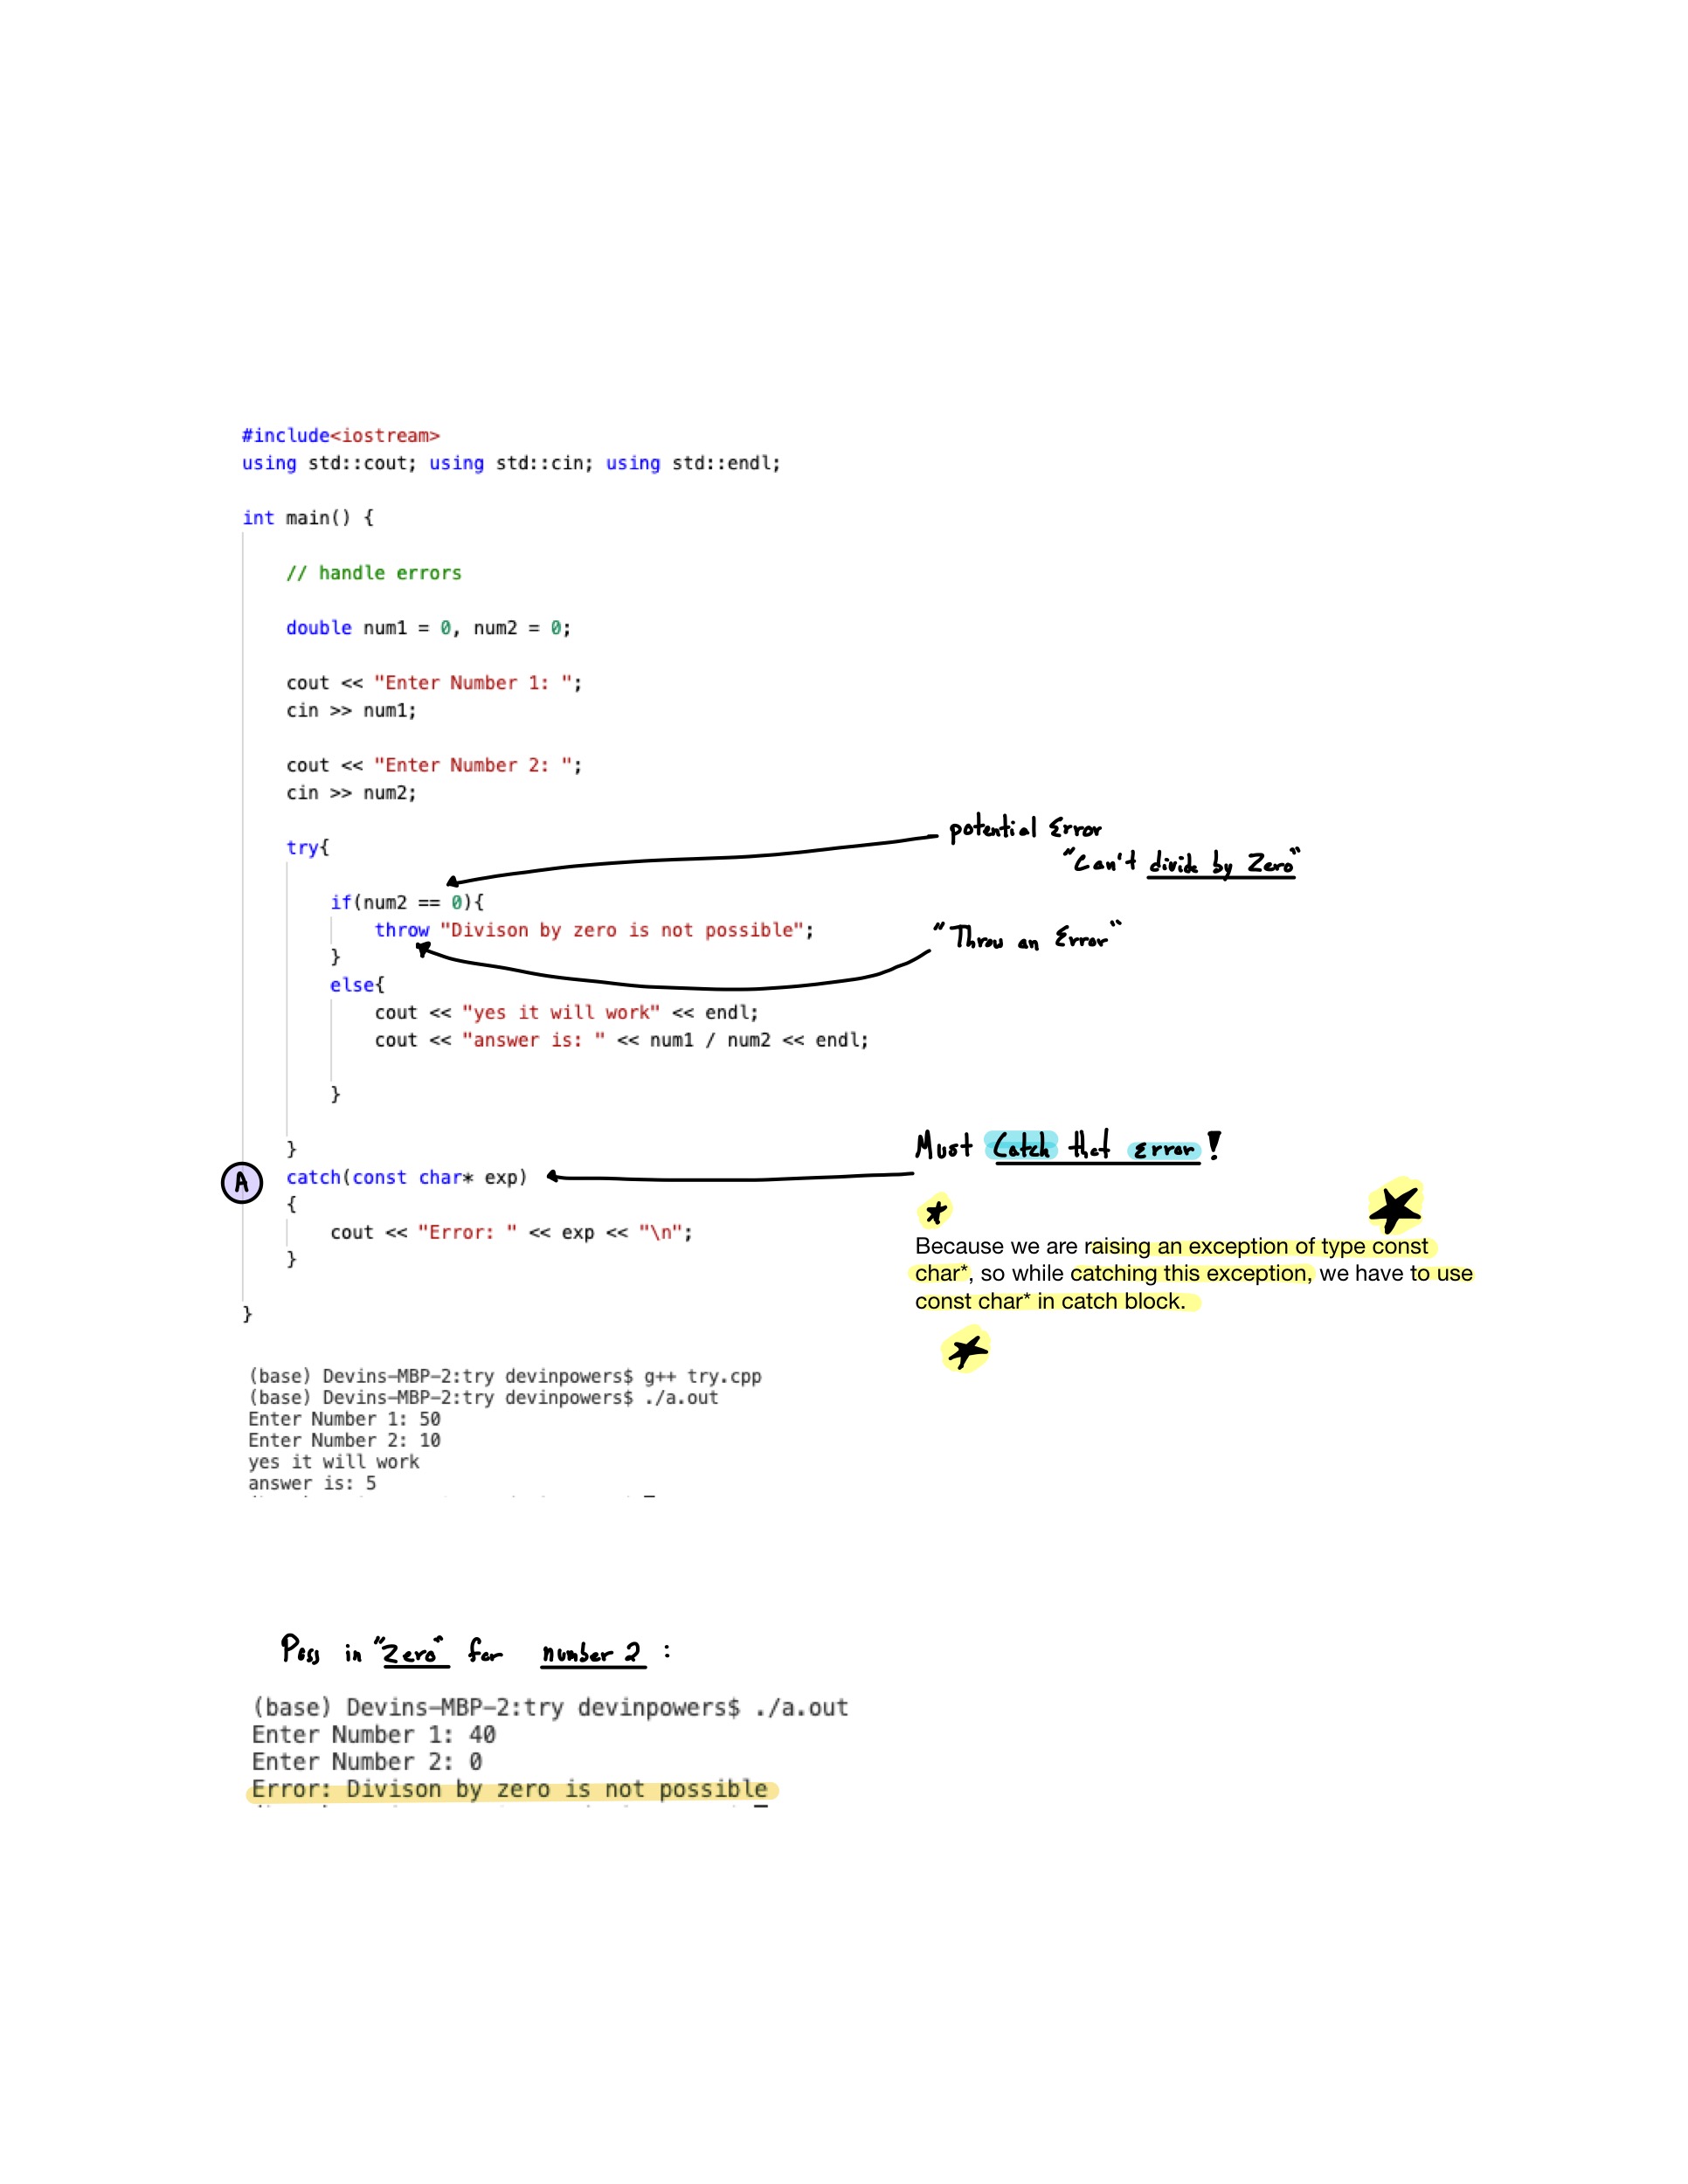 #include<iostream>
using std::cout; using std::cin; using std::endl;
int main() {
// handle errors
double num1 = 0, num2 = 0;
cout << "Enter Number 1: ";
cin >> num1;
cout << "Enter Number 2: ";
cin >> num2;
potential Error
try{
"Can't divide by Zero"
if(num2 == 0){
throw "Divison by zero is not possible";
"Throw an Error"
}
else{
cout << "yes it will work" << endl;
cout << "answer is: " << num1 / num2 << endl;
}
}
Must Catch that Error!
A catch(const char* exp)
{
cout << "Error: " << exp << "\n";
}
Because we are raising an exception of type const
char*, so while catching this exception, we have to use
const char* in catch block.
}
(base) Devins-MBP-2:try devinpowers$ g++ try.cpp
(base) Devins-MBP-2:try devinpowers$ ./a.out
Enter Number 1: 50
Enter Number 2: 10
yes it will work
answer is: 5
Pass in "Zero" for number 2 :
(base) Devins-MBP-2:try devinpowers$ ./a.out
Enter Number 1: 40
Enter Number 2: 0
Error: Divison by zero is not possible